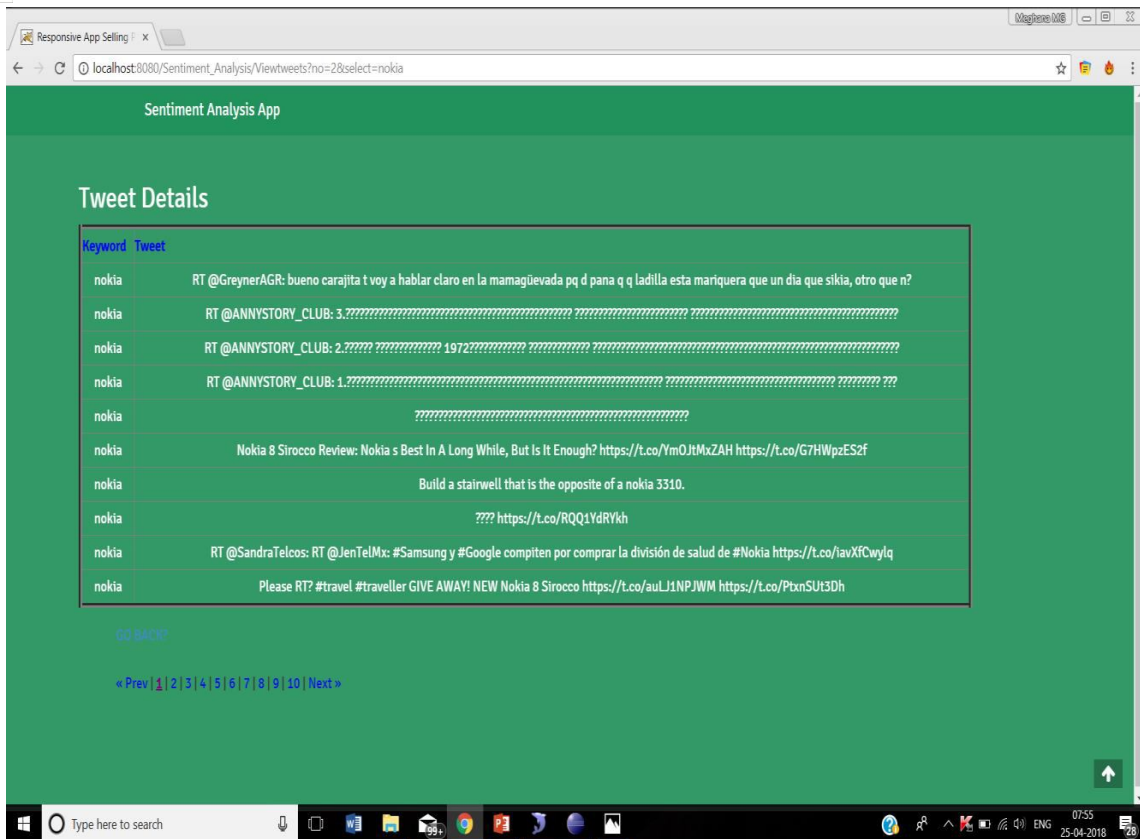 Meghana MB
Responsive App Selling
localhost:8080/Sentiment_Analysis/Viewtweets?no=2&select=nokia
Sentiment Analysis App
Tweet Details
Keyword Tweet
nokia RT @GreynerAGR: bueno carajita t voy a hablar claro en la mamagüevada pq d pana q q ladilla esta mariquera que un dia que sikia, otro que n?
nokia RT @ANNYSTORY_CLUB: 3.???????????????????????????????????????????????? ???????????????????????? ????????????????????????????????????????????
nokia RT @ANNYSTORY_CLUB: 2.?????? ?????????????? 1972???????????? ????????????? ?????????????????????????????????????????????????????????????????
nokia RT @ANNYSTORY_CLUB: 1.??????????????????????????????????????????????????????????????????? ???????????????????????????????????? ????????? ???
nokia ??????????????????????????????????????????????????????????
nokia Nokia 8 Sirocco Review: Nokia s Best In A Long While, But Is It Enough? https://t.co/YmOJtMxZAH https://t.co/G7HWpzES2f
nokia Build a stairwell that is the opposite of a nokia 3310.
nokia ???? https://t.co/RQQ1YdRYkh
nokia RT @SandraTelcos: RT @JenTelMx: #Samsung y #Google compiten por comprar la división de salud de #Nokia https://t.co/iavXfCwylq
nokia Please RT? #travel #traveller GIVE AWAY! NEW Nokia 8 Sirocco https://t.co/auLJ1NPJWM https://t.co/PtxnSUt3Dh
GO BACK?
« Prev | 1 | 2 | 3 | 4 | 5 | 6 | 7 | 8 | 9 | 10 | Next »
Type here to search
99+
ENG
07:55
25-04-2018
28